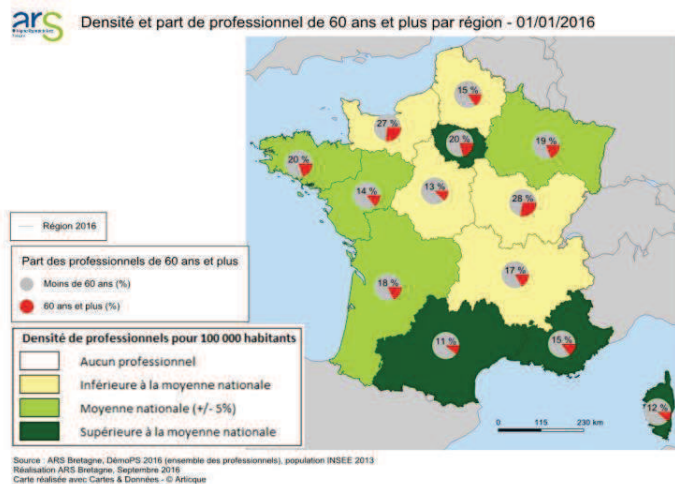 ars
Densité et part de professionnel de 60 ans et plus par région - 01/01/2016
15 %
27 %
20 %
19 %
20 %
14 %
13 %
28 %
18 %
17 %
11 %
15 %
12 %
Région 2016
Part des professionnels de 60 ans et plus
Moins de 60 ans (%)
60 ans et plus (%)
Densité de professionnels pour 100 000 habitants
Aucun professionnel
Inférieure à la moyenne nationale
Moyenne nationale (+/- 5%)
Supérieure à la moyenne nationale
0 115 230 km
Source : ARS Bretagne, DémoPS 2016 (ensemble des professionnels), population INSEE 2013
Réalisation ARS Bretagne, Septembre 2016
Carte réalisée avec Cartes & Données - © Articque